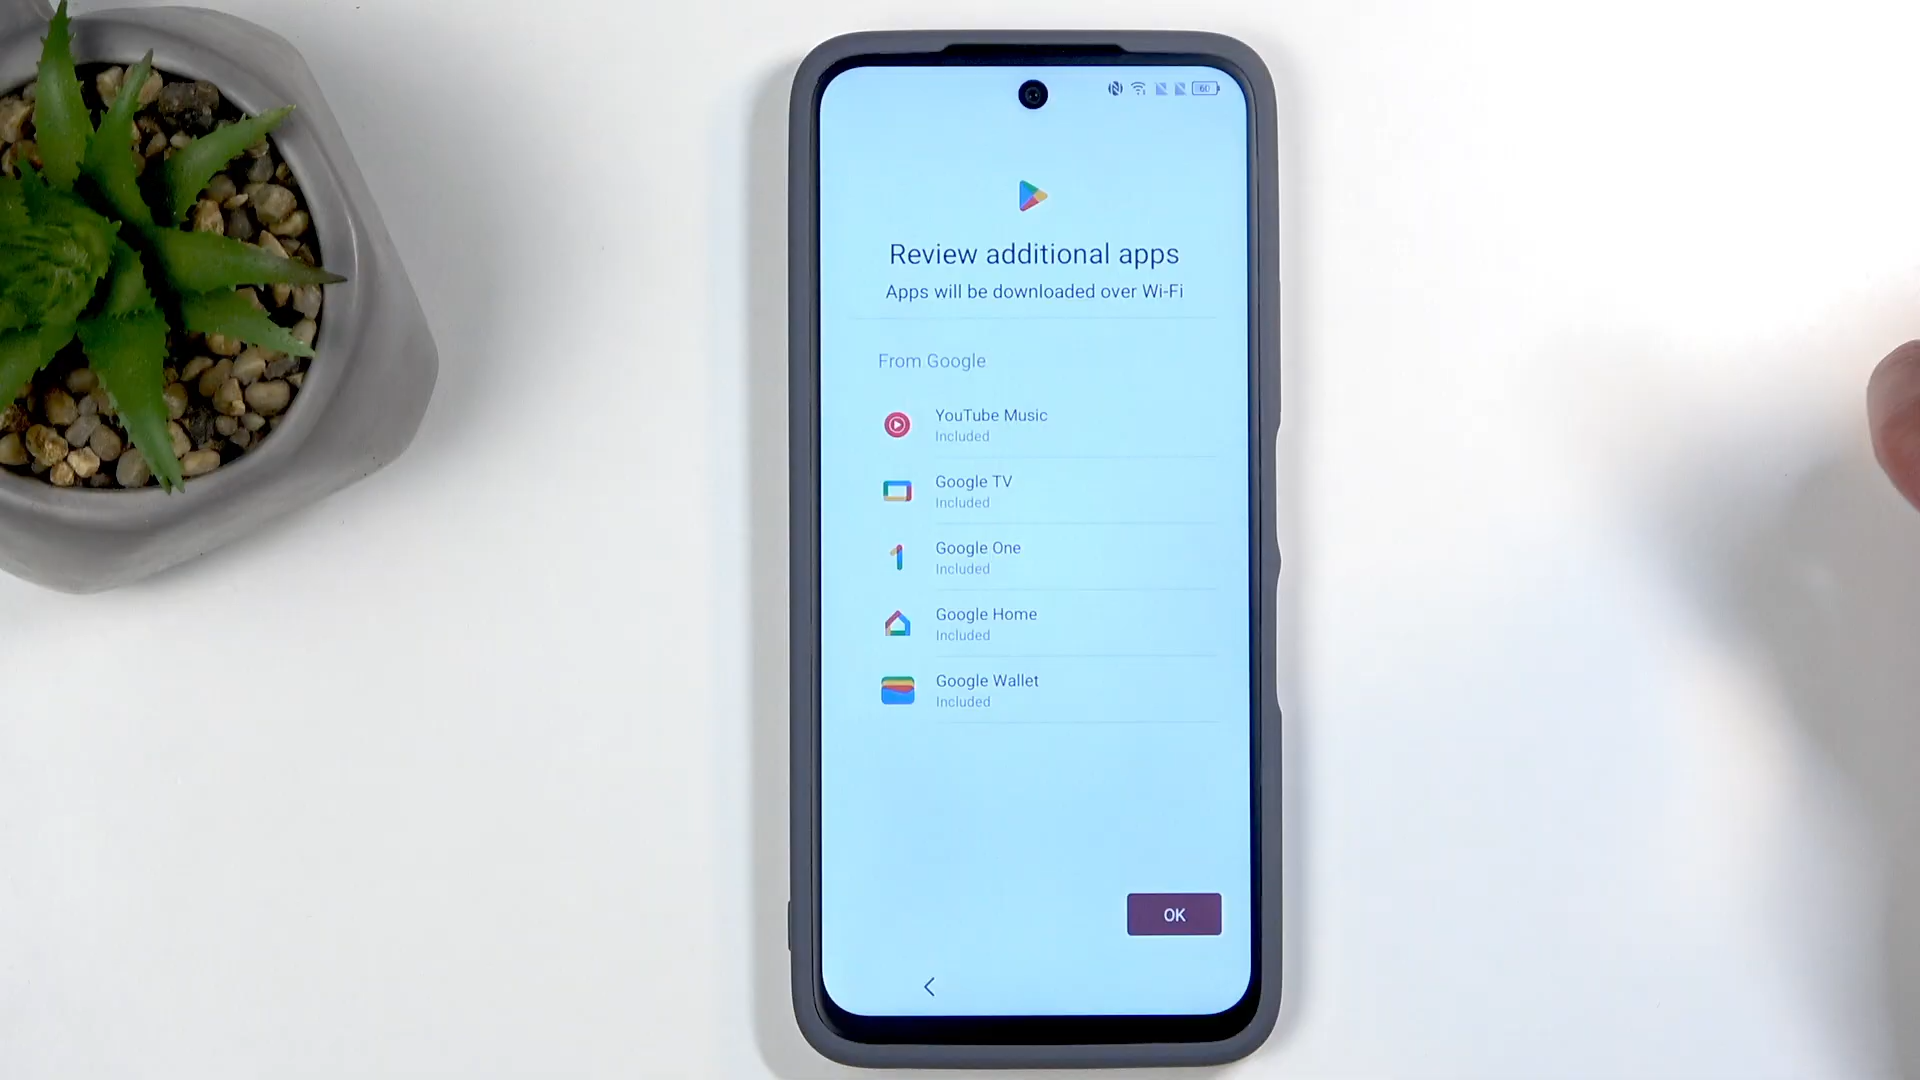 60
Review additional apps
Apps will be downloaded over Wi-Fi
From Google
YouTube Music
Included
Google TV
Included
Google One
Included
Google Home
Included
Google Wallet
Included
OK